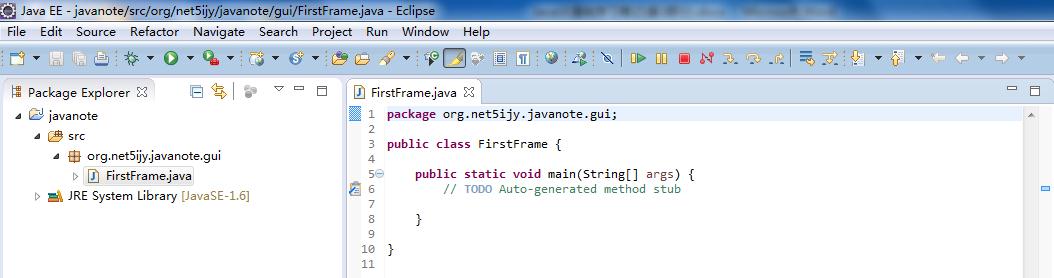 Java EE - javanote/src/org/net5ijy/javanote/gui/FirstFrame.java - Eclipse
File Edit Source Refactor Navigate Search Project Run Window Help
Package Explorer
javanote
src
org.net5ijy.javanote.gui
FirstFrame.java
JRE System Library [JavaSE-1.6]
FirstFrame.java
1 package org.net5ijy.javanote.gui;
2
3 public class FirstFrame {
4
5 public static void main(String[] args) {
6 // TODO Auto-generated method stub
7
8 }
9
10 }
11